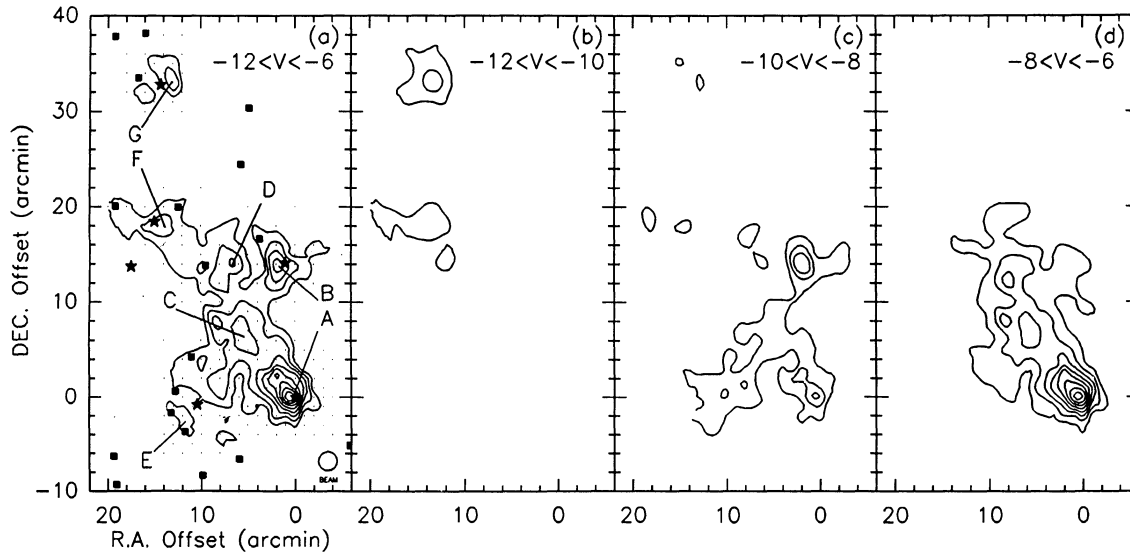 (a) (b) (c) (d)
-12<V<-6 -12<V<-10 -10<V<-8 -8<V<-6
40
30
20
10
0
-10
DEC. Offset (arcmin)
G
F
D
C
B
A
E
BEAM
20 10 0 20 10 0 20 10 0 20 10 0
R.A. Offset (arcmin)